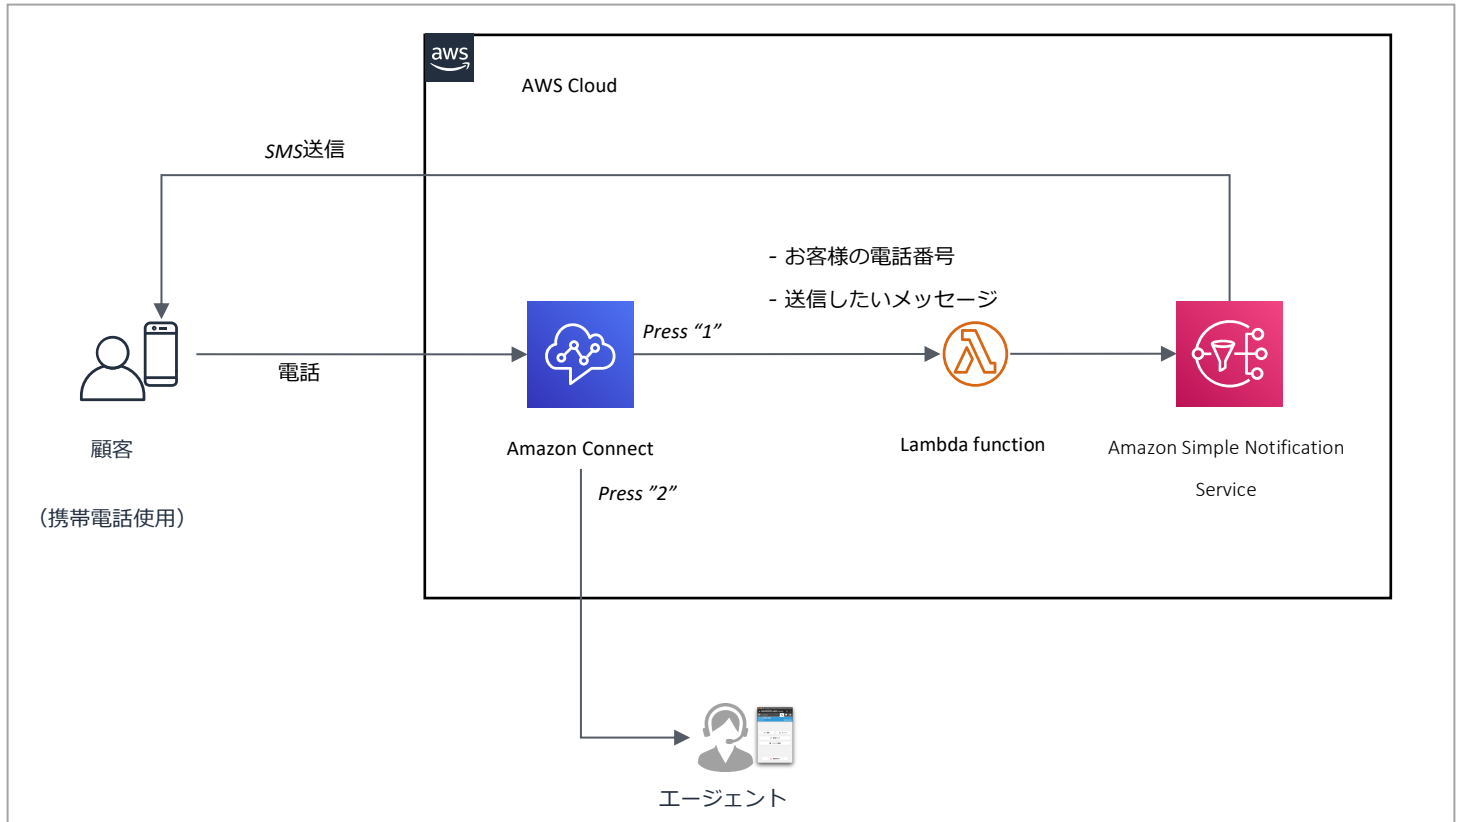 aws
AWS Cloud
SMS送信
- お客様の電話番号
- 送信したいメッセージ
Press “1”
電話
顧客
（携帯電話使用）
Amazon Connect
Lambda function
Amazon Simple Notification
Service
Press ”2”
エージェント